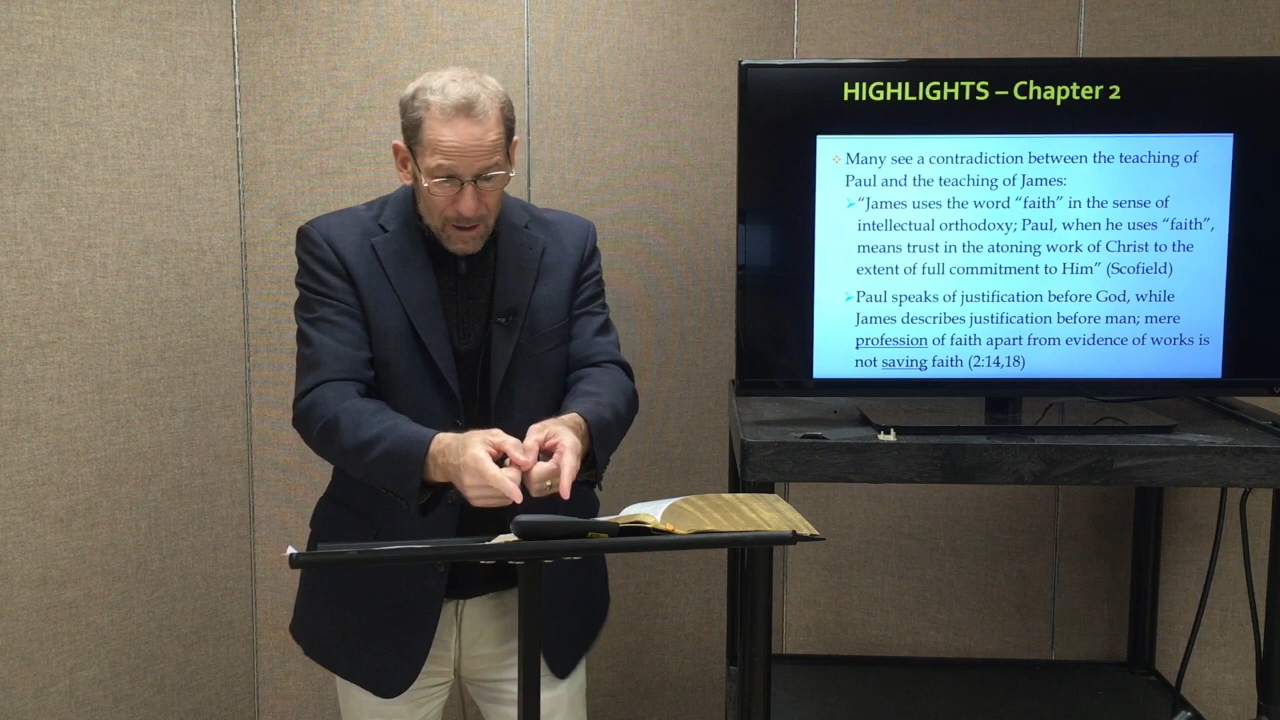 HIGHLIGHTS – Chapter 2
Many see a contradiction between the teaching of
Paul and the teaching of James:
“James uses the word “faith” in the sense of
intellectual orthodoxy; Paul, when he uses “faith”,
means trust in the atoning work of Christ to the
extent of full commitment to Him” (Scofield)
Paul speaks of justification before God, while
James describes justification before man; mere
profession of faith apart from evidence of works is
not saving faith (2:14,18)